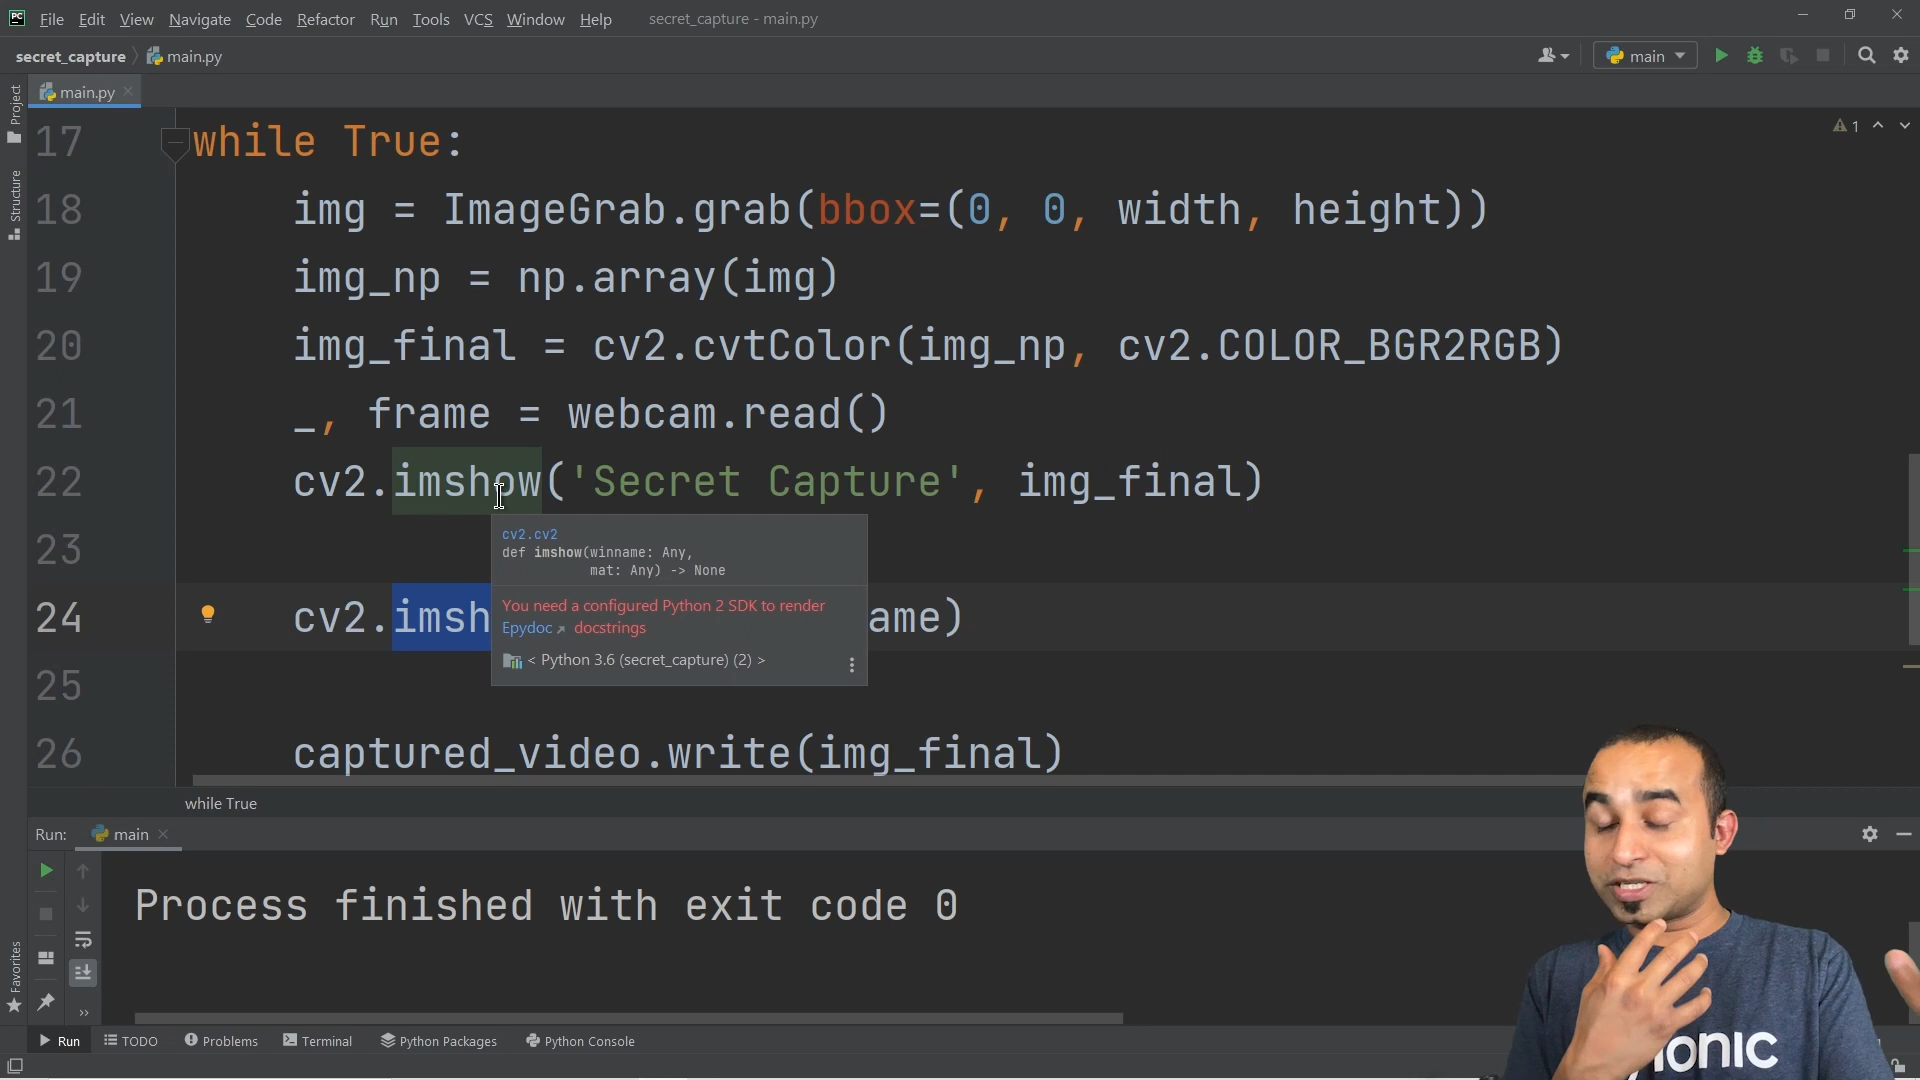 File Edit View Navigate Code Refactor Run Tools VCS Window Help secret_capture - main.py
secret_capture main.py main
main.py
Project
Structure
1
17 while True:
18 img = ImageGrab.grab(bbox=(0, 0, width, height))
19 img_np = np.array(img)
20 img_final = cv2.cvtColor(img_np, cv2.COLOR_BGR2RGB)
21 _, frame = webcam.read()
22 cv2.imshow('Secret Capture', img_final)
23
cv2.cv2
def imshow(winname: Any,
mat: Any) -> None
You need a configured Python 2 SDK to render
Epydoc docstrings
< Python 3.6 (secret_capture) (2) >
24 cv2.imsh ame)
25
26 captured_video.write(img_final)
while True
Run: main
Process finished with exit code 0
Favorites
Run TODO Problems Terminal Python Packages Python Console